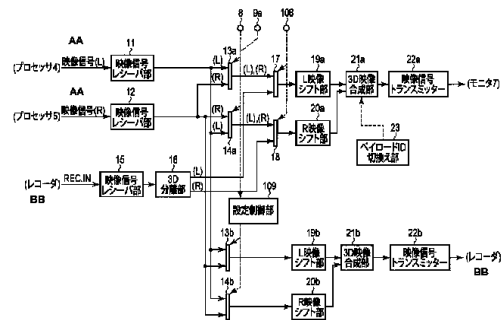 8
9a
108
AA
11
13a
17
19a
21a
22a
(プロセッサ4)
映像信号(L)
映像信号
レシーバ部
(L)
(R)
(L),(R)
L映像
シフト部
3D映像
合成部
映像信号
トランスミッター
(モニタ7)
AA
12
(プロセッサ5)
映像信号(R)
映像信号
レシーバ部
(L)
(R)
(L),(R)
14a
18
20a
R映像
シフト部
23
ペイロードID
切換え部
15
16
(レコーダ)
BB
REC.IN
映像信号
レシーバ部
3D
分離部
(L)
(R)
109
設定制御部
13b
19b
21b
22b
L映像
シフト部
3D映像
合成部
映像信号
トランスミッター
(レコーダ)
BB
14b
20b
R映像
シフト部